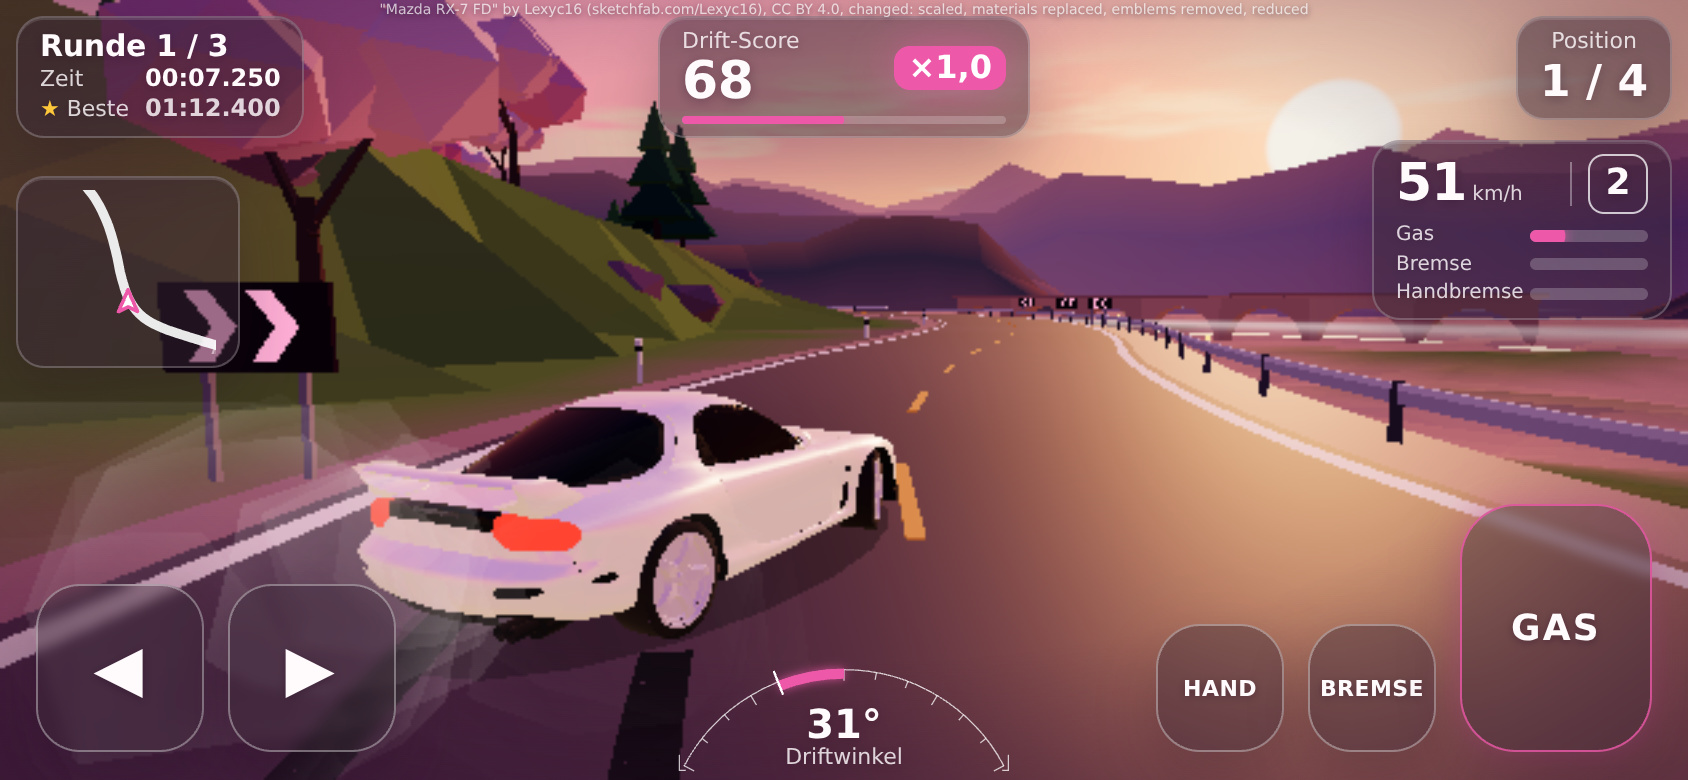 "Mazda RX-7 FD" by Lexyc16 (sketchfab.com/Lexyc16), CC BY 4.0, changed: scaled, materials replaced, emblems removed, reduced
Runde 1 / 3
Zeit 00:07.250
★ Beste 01:12.400
Drift-Score
68
×1,0
Position
1 / 4
51 km/h
2
Gas
Bremse
Handbremse
◀
▶
31°
Driftwinkel
HAND
BREMSE
GAS